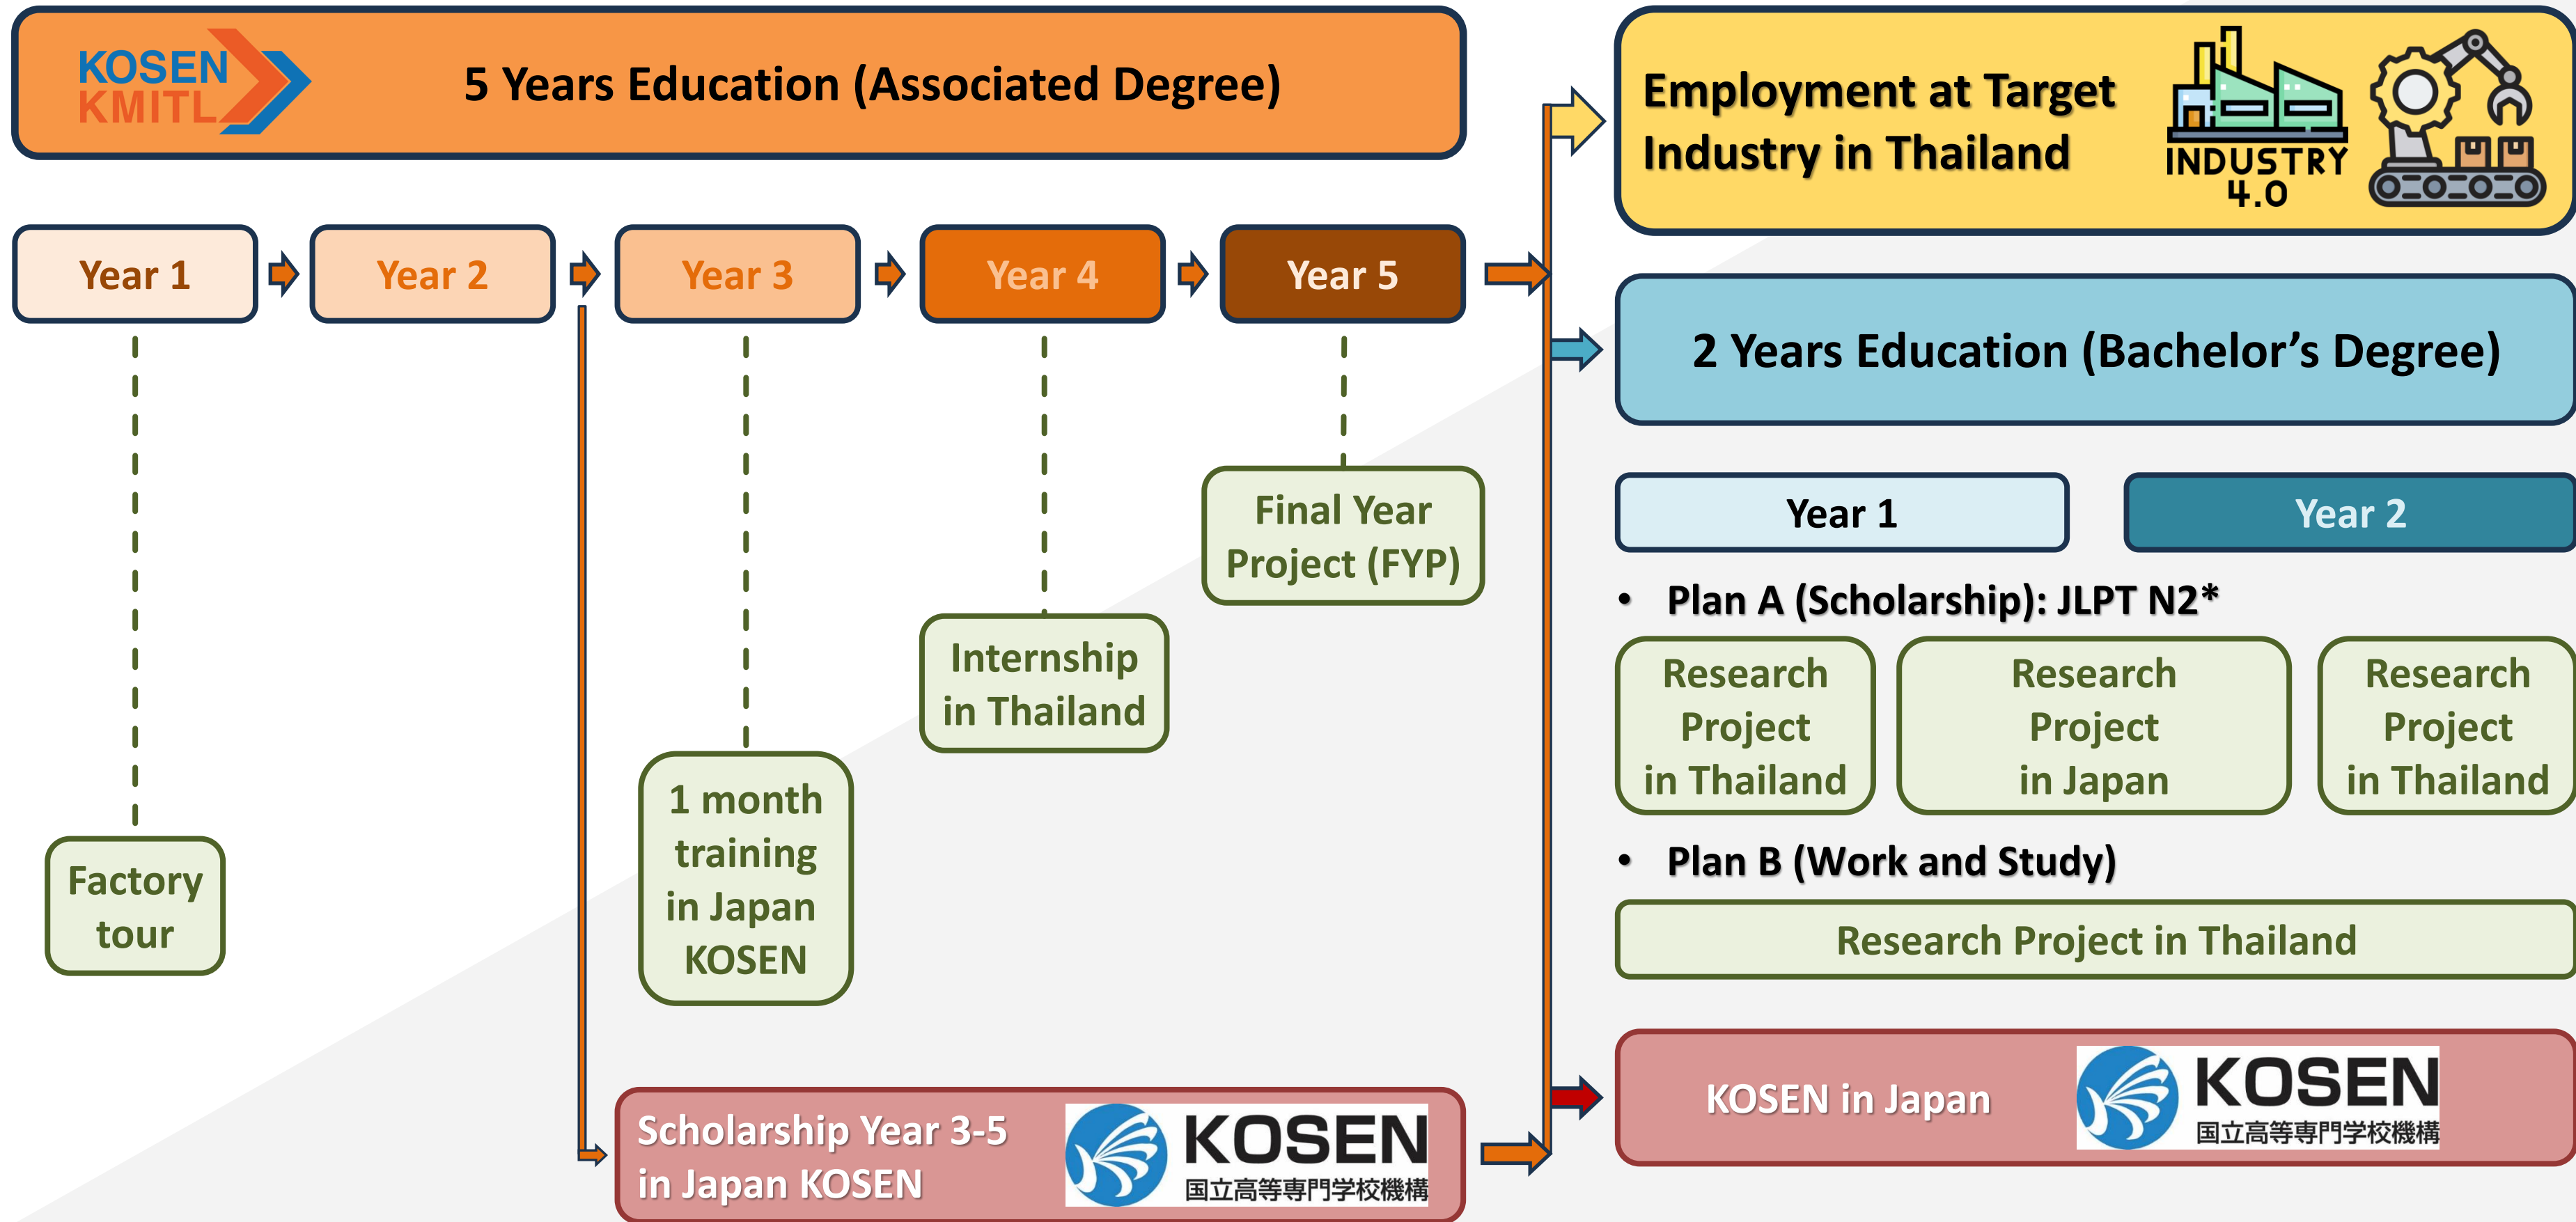 KOSEN
KMITL
5 Years Education (Associated Degree)
Year 1
Year 2
Year 3
Year 4
Year 5
Factory
tour
1 month
training
in Japan
KOSEN
Internship
in Thailand
Final Year
Project (FYP)
Scholarship Year 3-5
in Japan KOSEN
KOSEN
国立高等専門学校機構
Employment at Target
Industry in Thailand
INDUSTRY
4.0
2 Years Education (Bachelor’s Degree)
Year 1
Year 2
• Plan A (Scholarship): JLPT N2*
Research
Project
in Thailand
Research
Project
in Japan
Research
Project
in Thailand
• Plan B (Work and Study)
Research Project in Thailand
KOSEN in Japan
KOSEN
国立高等専門学校機構